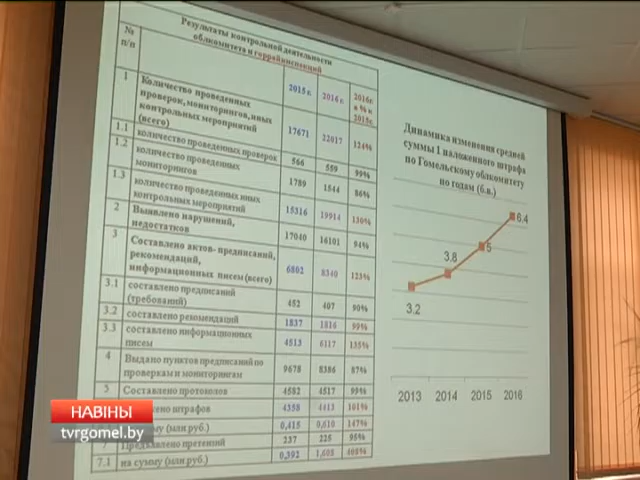 Результаты контрольной деятельности
облкомитета и горрайинспекций
№
п/п
2015 г.
2016 г.
2016г.
в % к
2015г.
1
Количество проведенных
проверок, мониторингов, иных
контрольных мероприятий
(всего)
17671
22017
124%
1.1
количество проведенных проверок
566
559
99%
1.2
количество проведенных
мониторингов
1789
1544
86%
1.3
количество проведенных иных
контрольных мероприятий
15316
19914
130%
2
Выявлено нарушений,
недостатков
17040
16101
94%
3
Составлено актов- предписаний,
рекомендаций,
информационных писем (всего)
6802
8340
123%
3.1
составлено предписаний
(требований)
452
407
90%
3.2
составлено рекомендаций
1837
1816
99%
3.3
составлено информационных
писем
4513
6117
135%
4
Выдано пунктов предписаний по
проверкам и мониторингам
9678
8386
87%
5
Составлено протоколов
4582
4517
99%
штрафов
4358
4413
101%
(млн.руб.)
0,415
0,610
147%
7
Предъявлено претензий
237
225
95%
7.1
на сумму (млн.руб.)
0,392
Динамика изменения средней
суммы 1 наложенного штрафа
по Гомельскому облкомитету
по годам (б.в.)
6.4
5
3.8
3.2
2013 2014 2015 2016
НАВІНЫ
tvrgomel.by